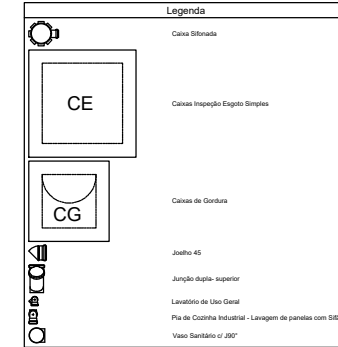 Legenda
Caixa Sifonada
CE
Caixas Inspeção Esgoto Simples
CG
Caixas de Gordura
Joelho 45
Junção dupla- superior
Lavatório de Uso Geral
Pia de Cozinha Industrial - Lavagem de panelas com Sifã
Vaso Sanitário c/ J90°